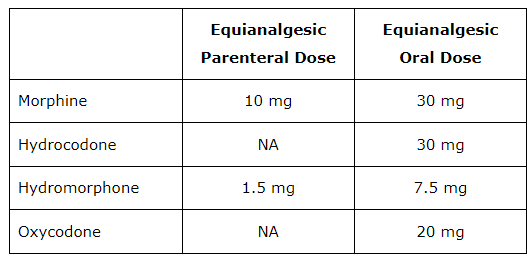 Equianalgesic Equianalgesic
Parenteral Dose Oral Dose
Morphine 10 mg 30 mg
Hydrocodone NA 30 mg
Hydromorphone 1.5 mg 7.5 mg
Oxycodone NA 20 mg